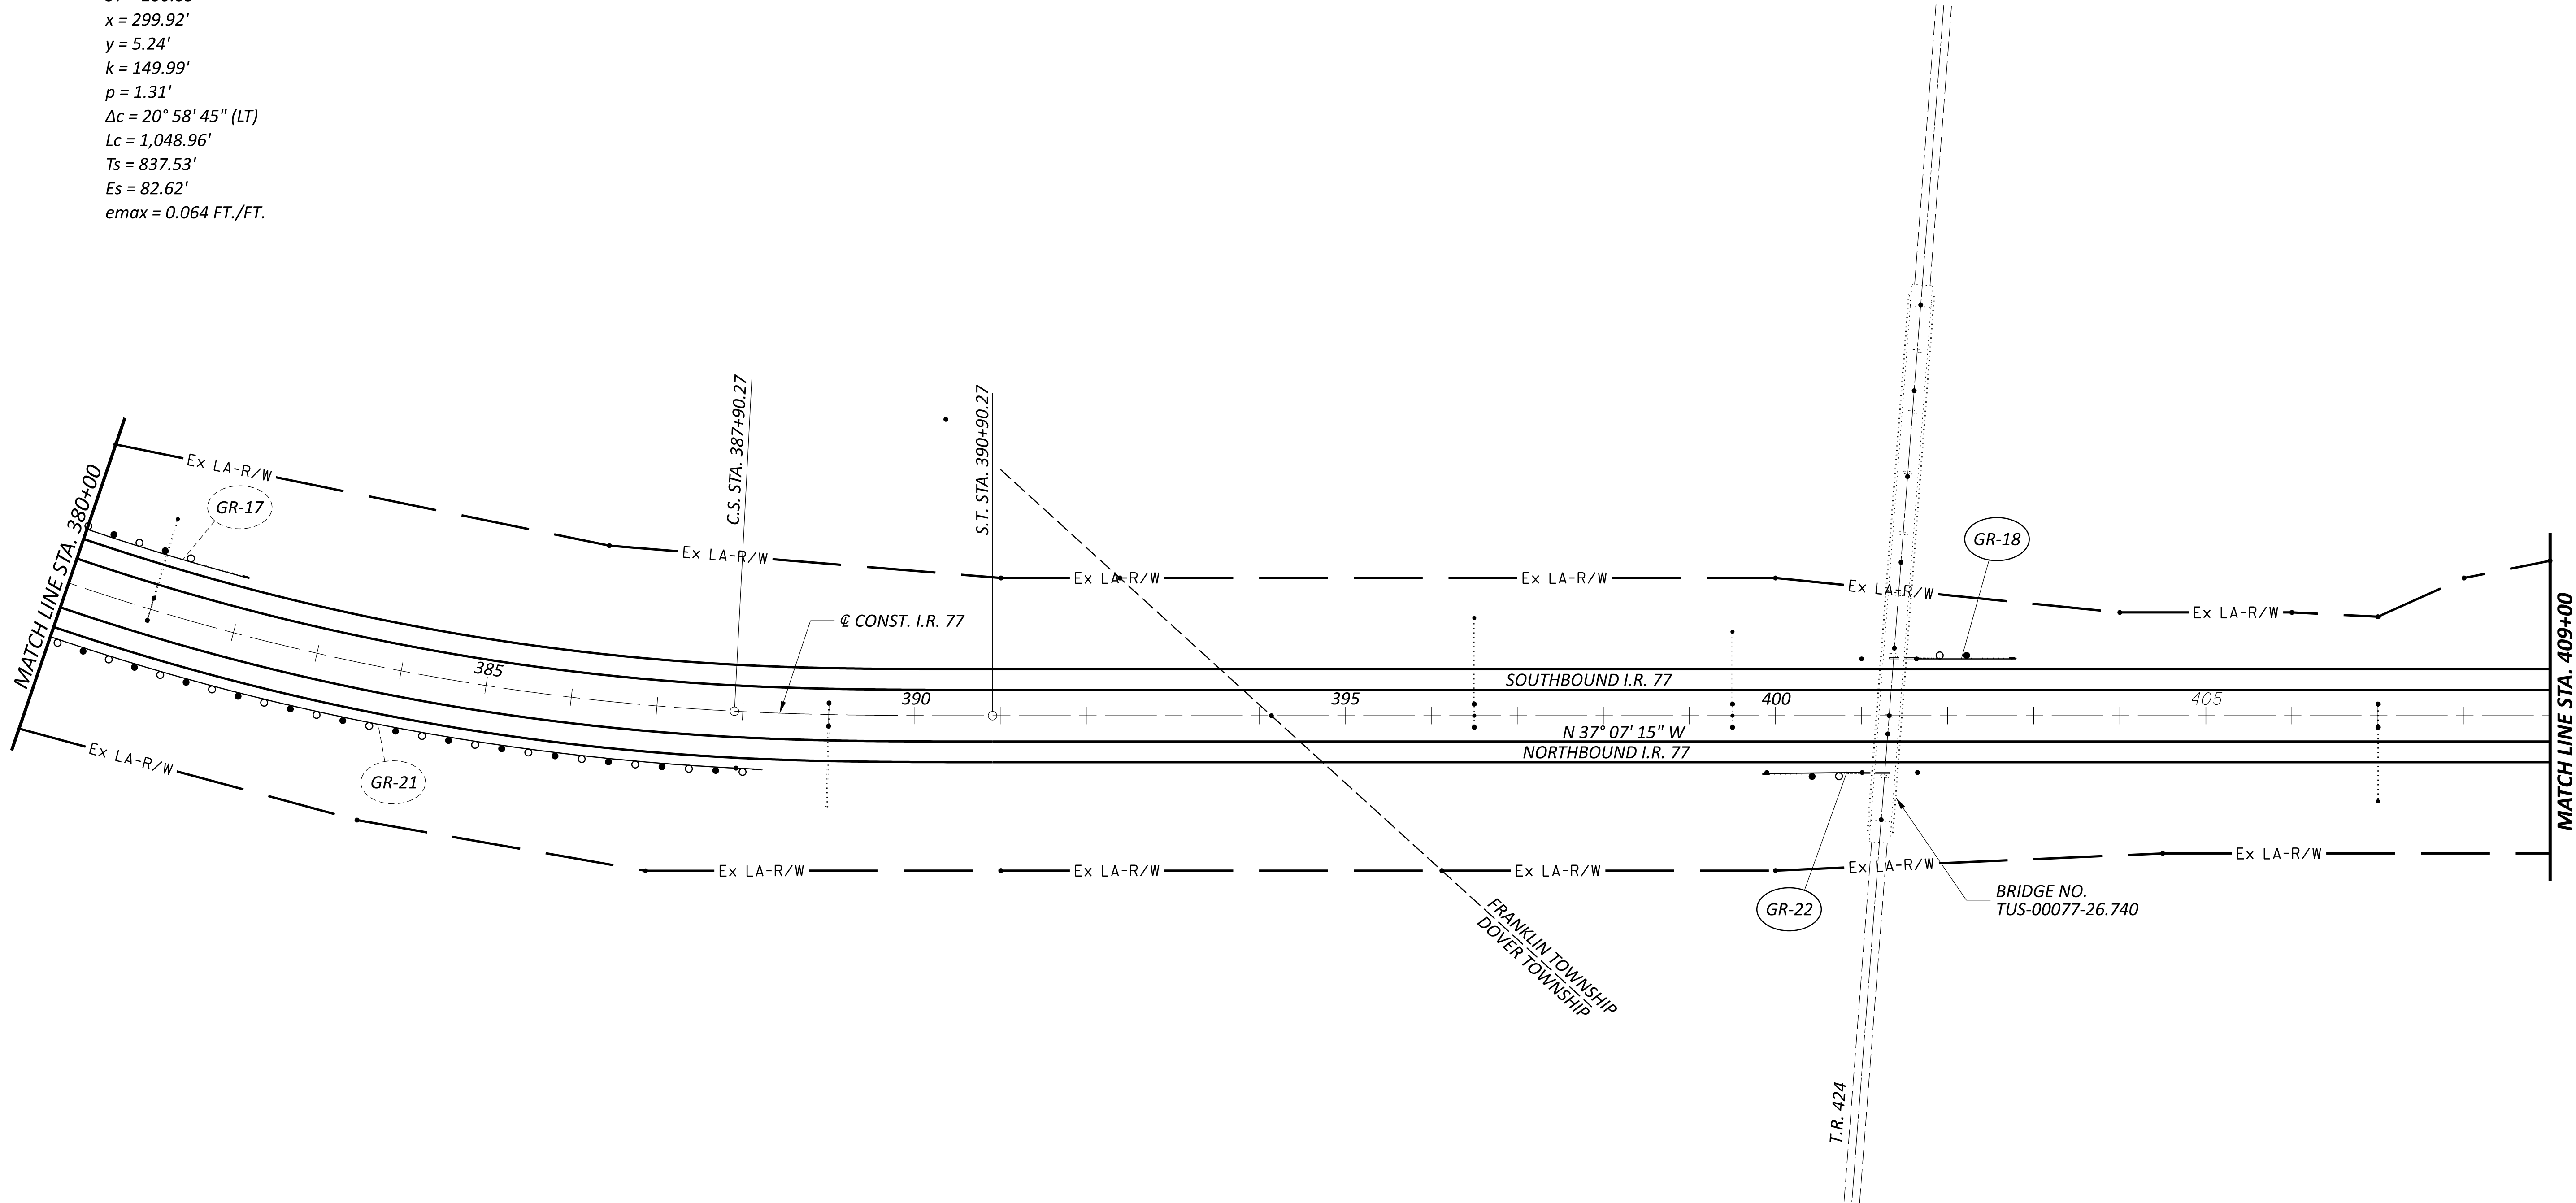 x = 299.92'
y = 5.24'
k = 149.99'
p = 1.31'
Δc = 20° 58' 45" (LT)
Lc = 1,048.96'
Ts = 837.53'
Es = 82.62'
emax = 0.064 FT./FT.
MATCH LINE STA. 380+00
Ex LA-R/W
GR-17
C.S. STA. 387+90.27
S.T. STA. 390+90.27
Ex LA-R/W
Ex LA-R/W
Ex LA-R/W
Ex LA-R/W
Ex LA-R/W
GR-18
℄ CONST. I.R. 77
385
390
395
400
405
SOUTHBOUND I.R. 77
N 37° 07' 15" W
NORTHBOUND I.R. 77
MATCH LINE STA. 409+00
Ex LA-R/W
GR-21
Ex LA-R/W
Ex LA-R/W
Ex LA-R/W
Ex LA-R/W
Ex LA-R/W
GR-22
BRIDGE NO.
TUS-00077-26.740
FRANKLIN TOWNSHIP
DOVER TOWNSHIP
T.R. 424